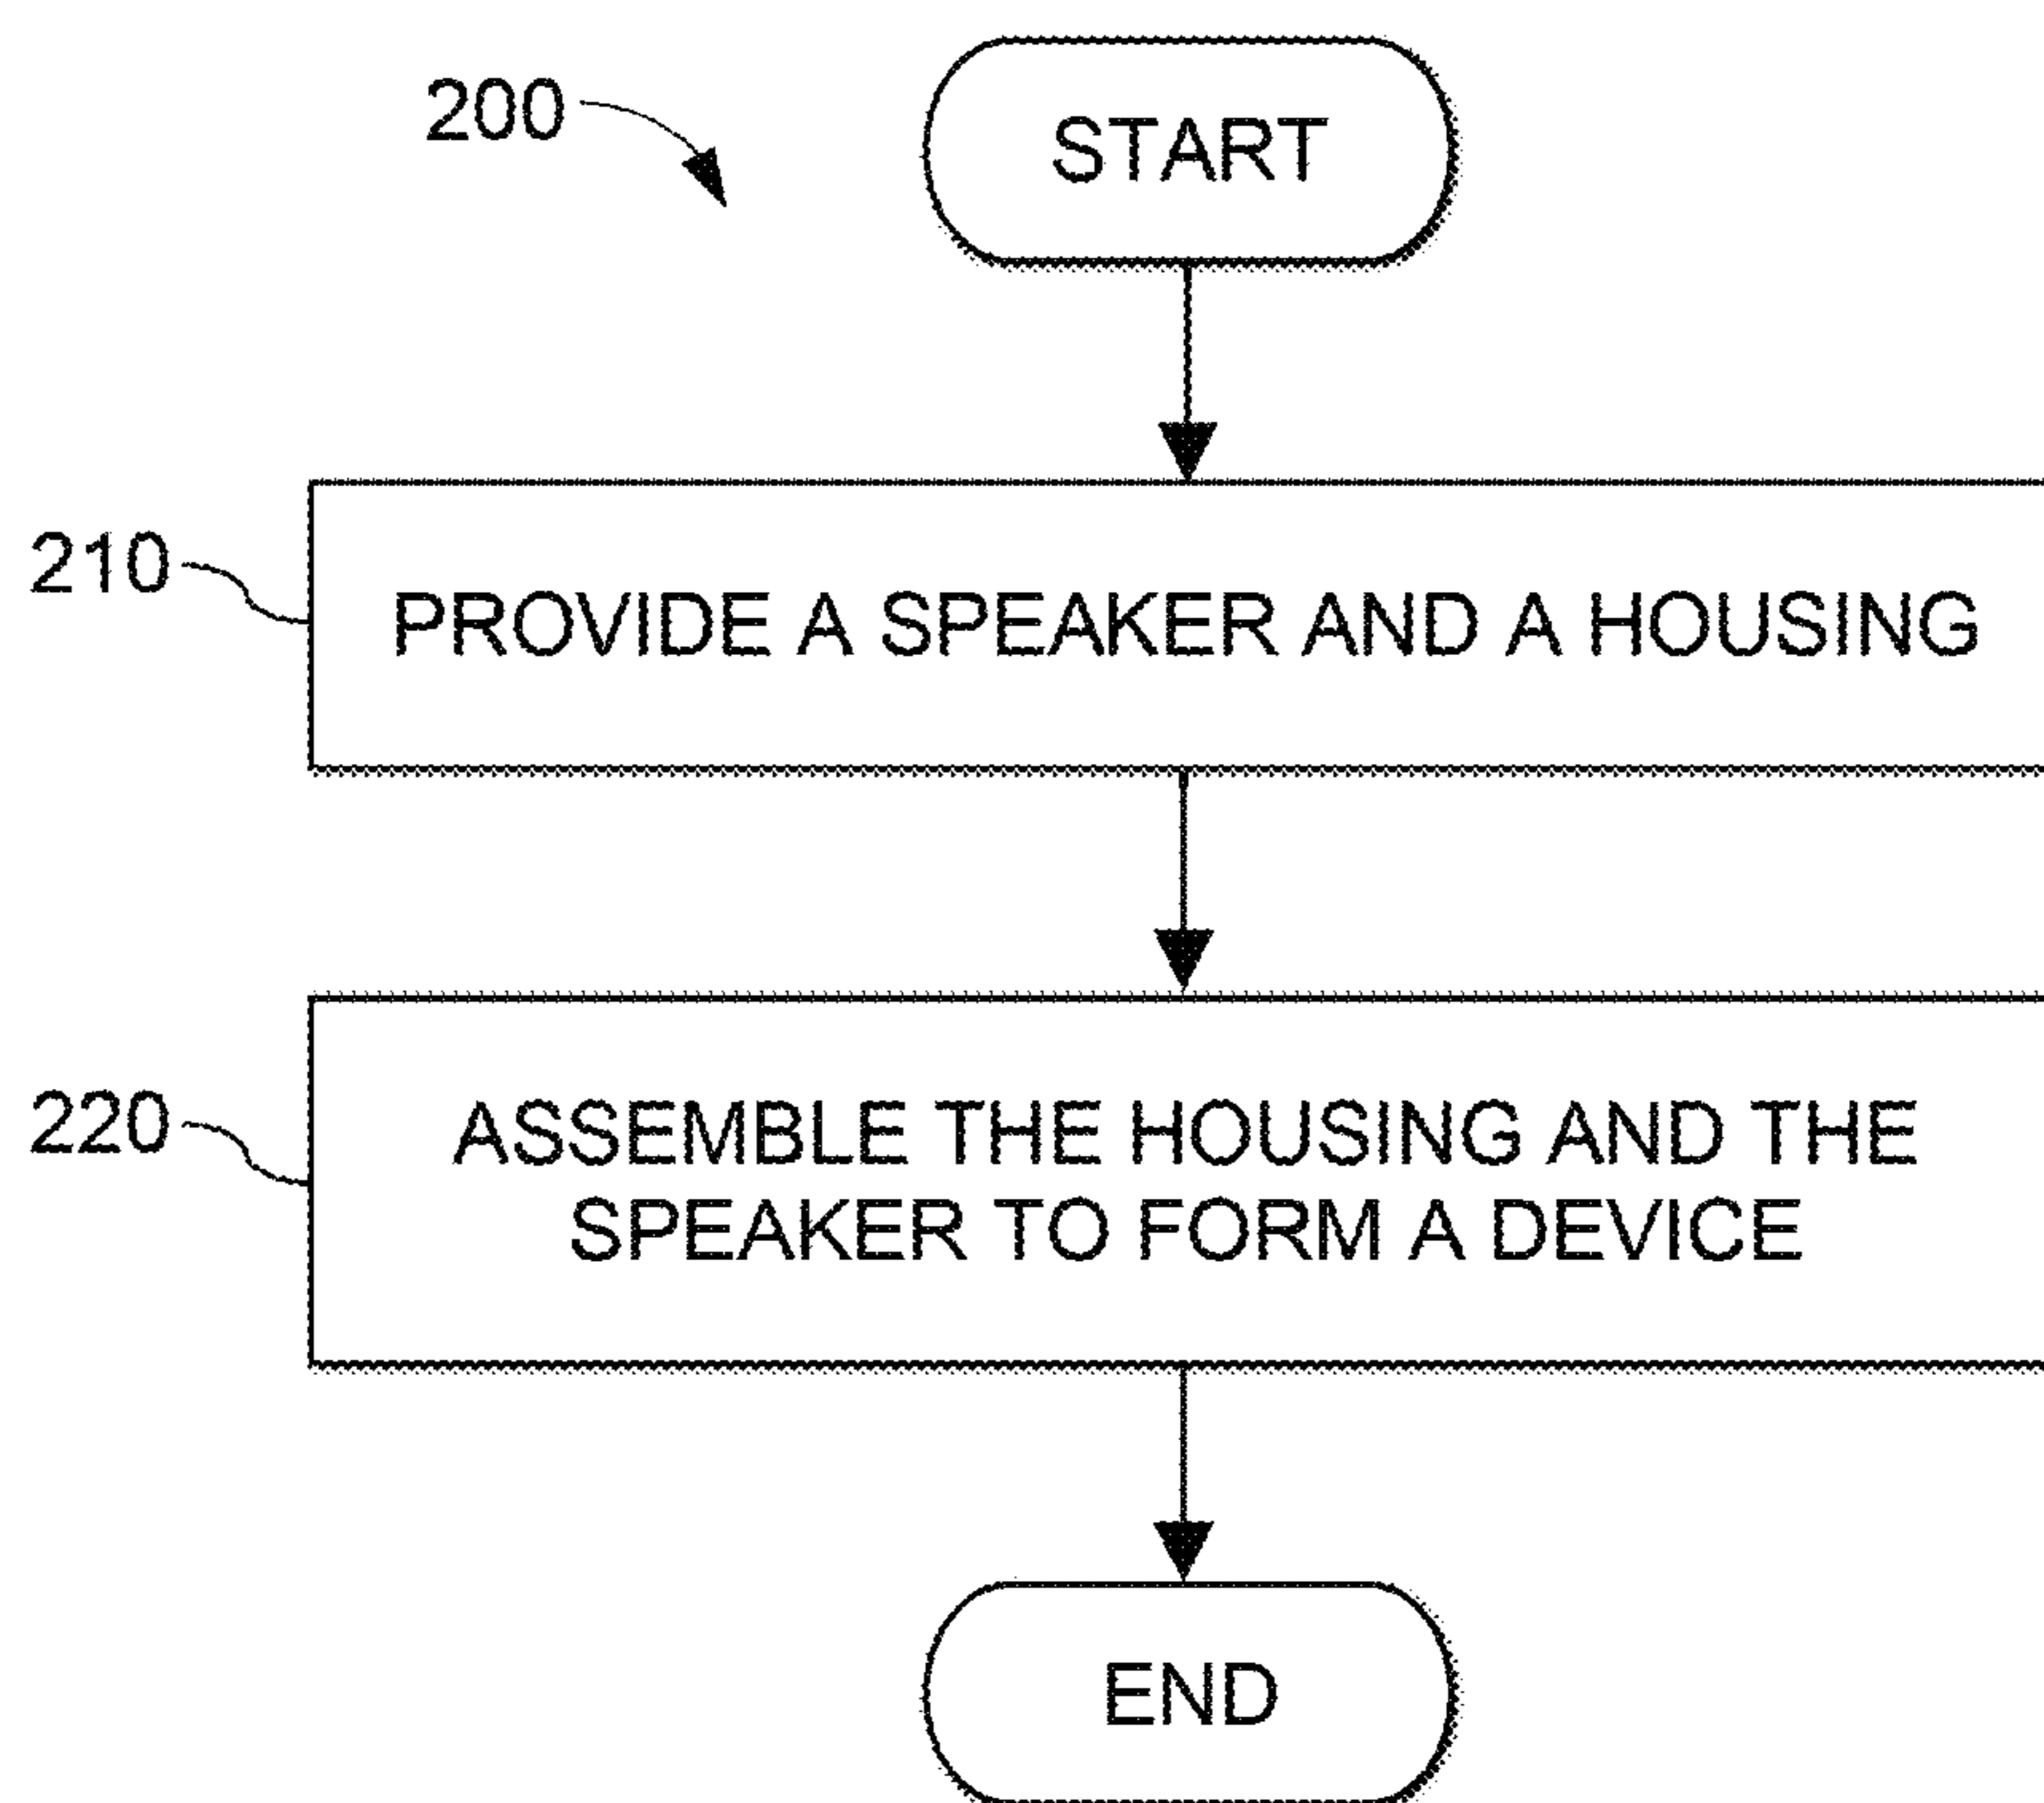 200
START
210
PROVIDE A SPEAKER AND A HOUSING
220
ASSEMBLE THE HOUSING AND THE
SPEAKER TO FORM A DEVICE
END